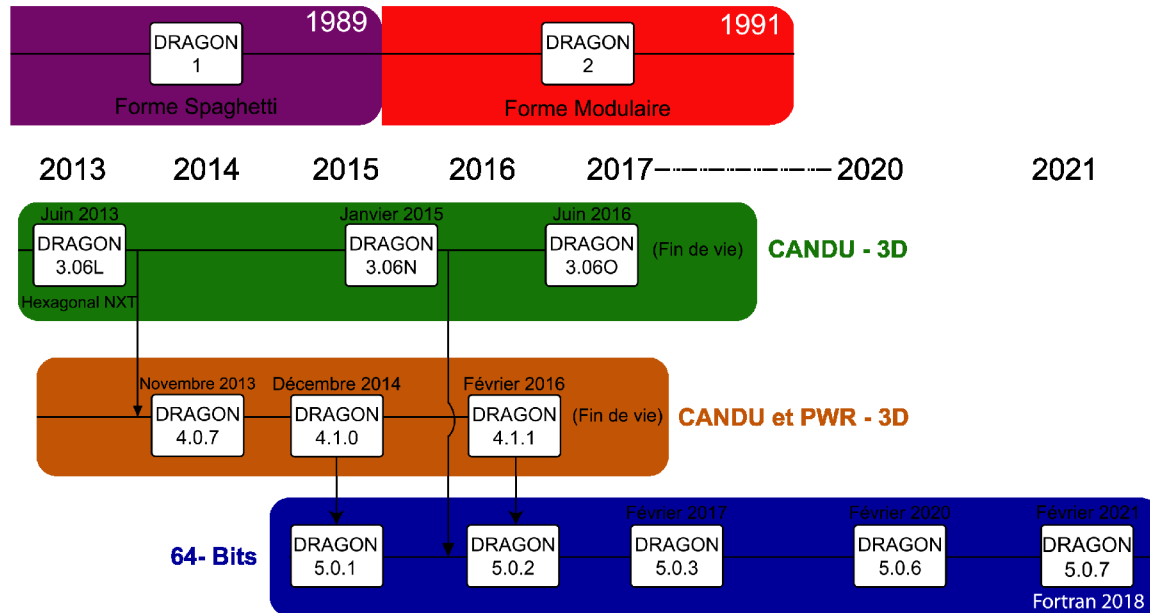 1989
1991
DRAGON
1
DRAGON
2
Forme Spaghetti
Forme Modulaire
2013
2014
2015
2016
2017
2020
2021
Juin 2013
Janvier 2015
Juin 2016
DRAGON
3.06L
DRAGON
3.06N
DRAGON
3.06O
(Fin de vie)
CANDU - 3D
Hexagonal NXT
Novembre 2013
Décembre 2014
Février 2016
DRAGON
4.0.7
DRAGON
4.1.0
DRAGON
4.1.1
(Fin de vie)
CANDU et PWR - 3D
Février 2017
Février 2020
Février 2021
64- Bits
DRAGON
5.0.1
DRAGON
5.0.2
DRAGON
5.0.3
DRAGON
5.0.6
DRAGON
5.0.7
Fortran 2018